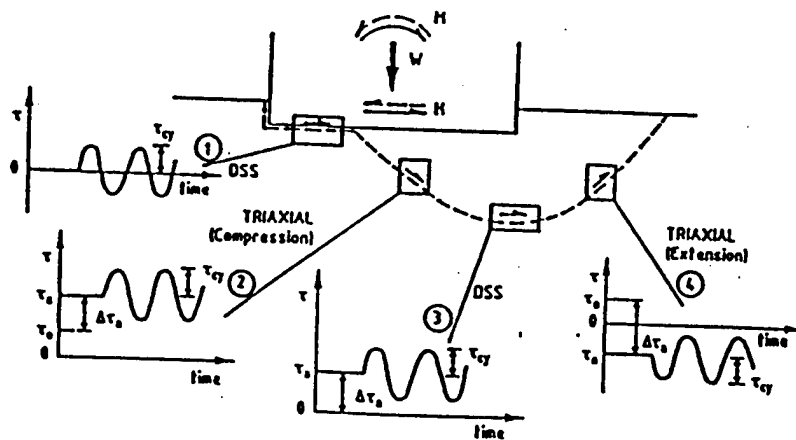 M
W
H
τ
τcy
0
time
1
DSS
TRIAXIAL
(Compression)
2
τ
τa
Δτa
τo
0
τcy
time
3
DSS
τ
τa
Δτa
0
τcy
time
TRIAXIAL
(Extension)
4
τ
τo
0
Δτa
τa
time
τcy